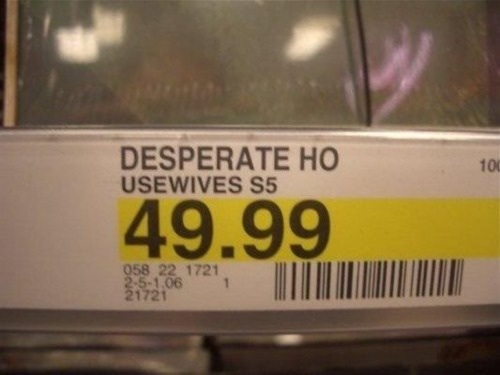 DESPERATE HO
USEWIVES S5
49.99
058 22 1721
2-5-1.06 1
21721